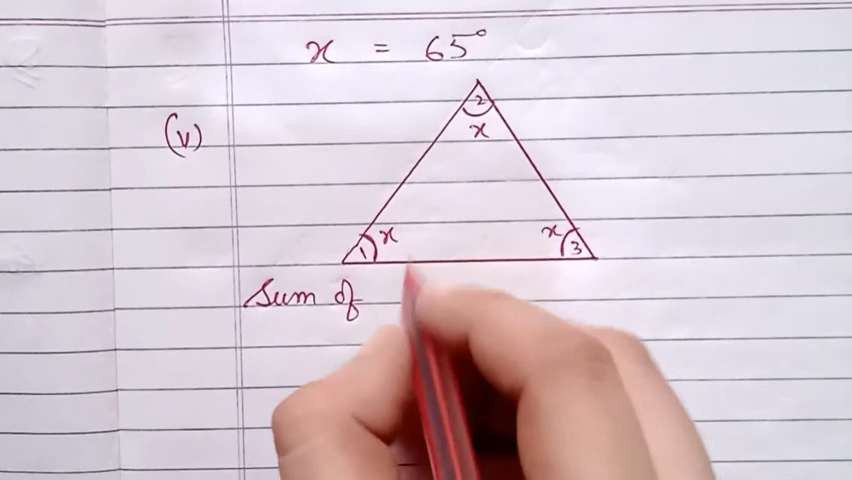 x = 65°
(v)
2
x
x
x
1
3
Sum of